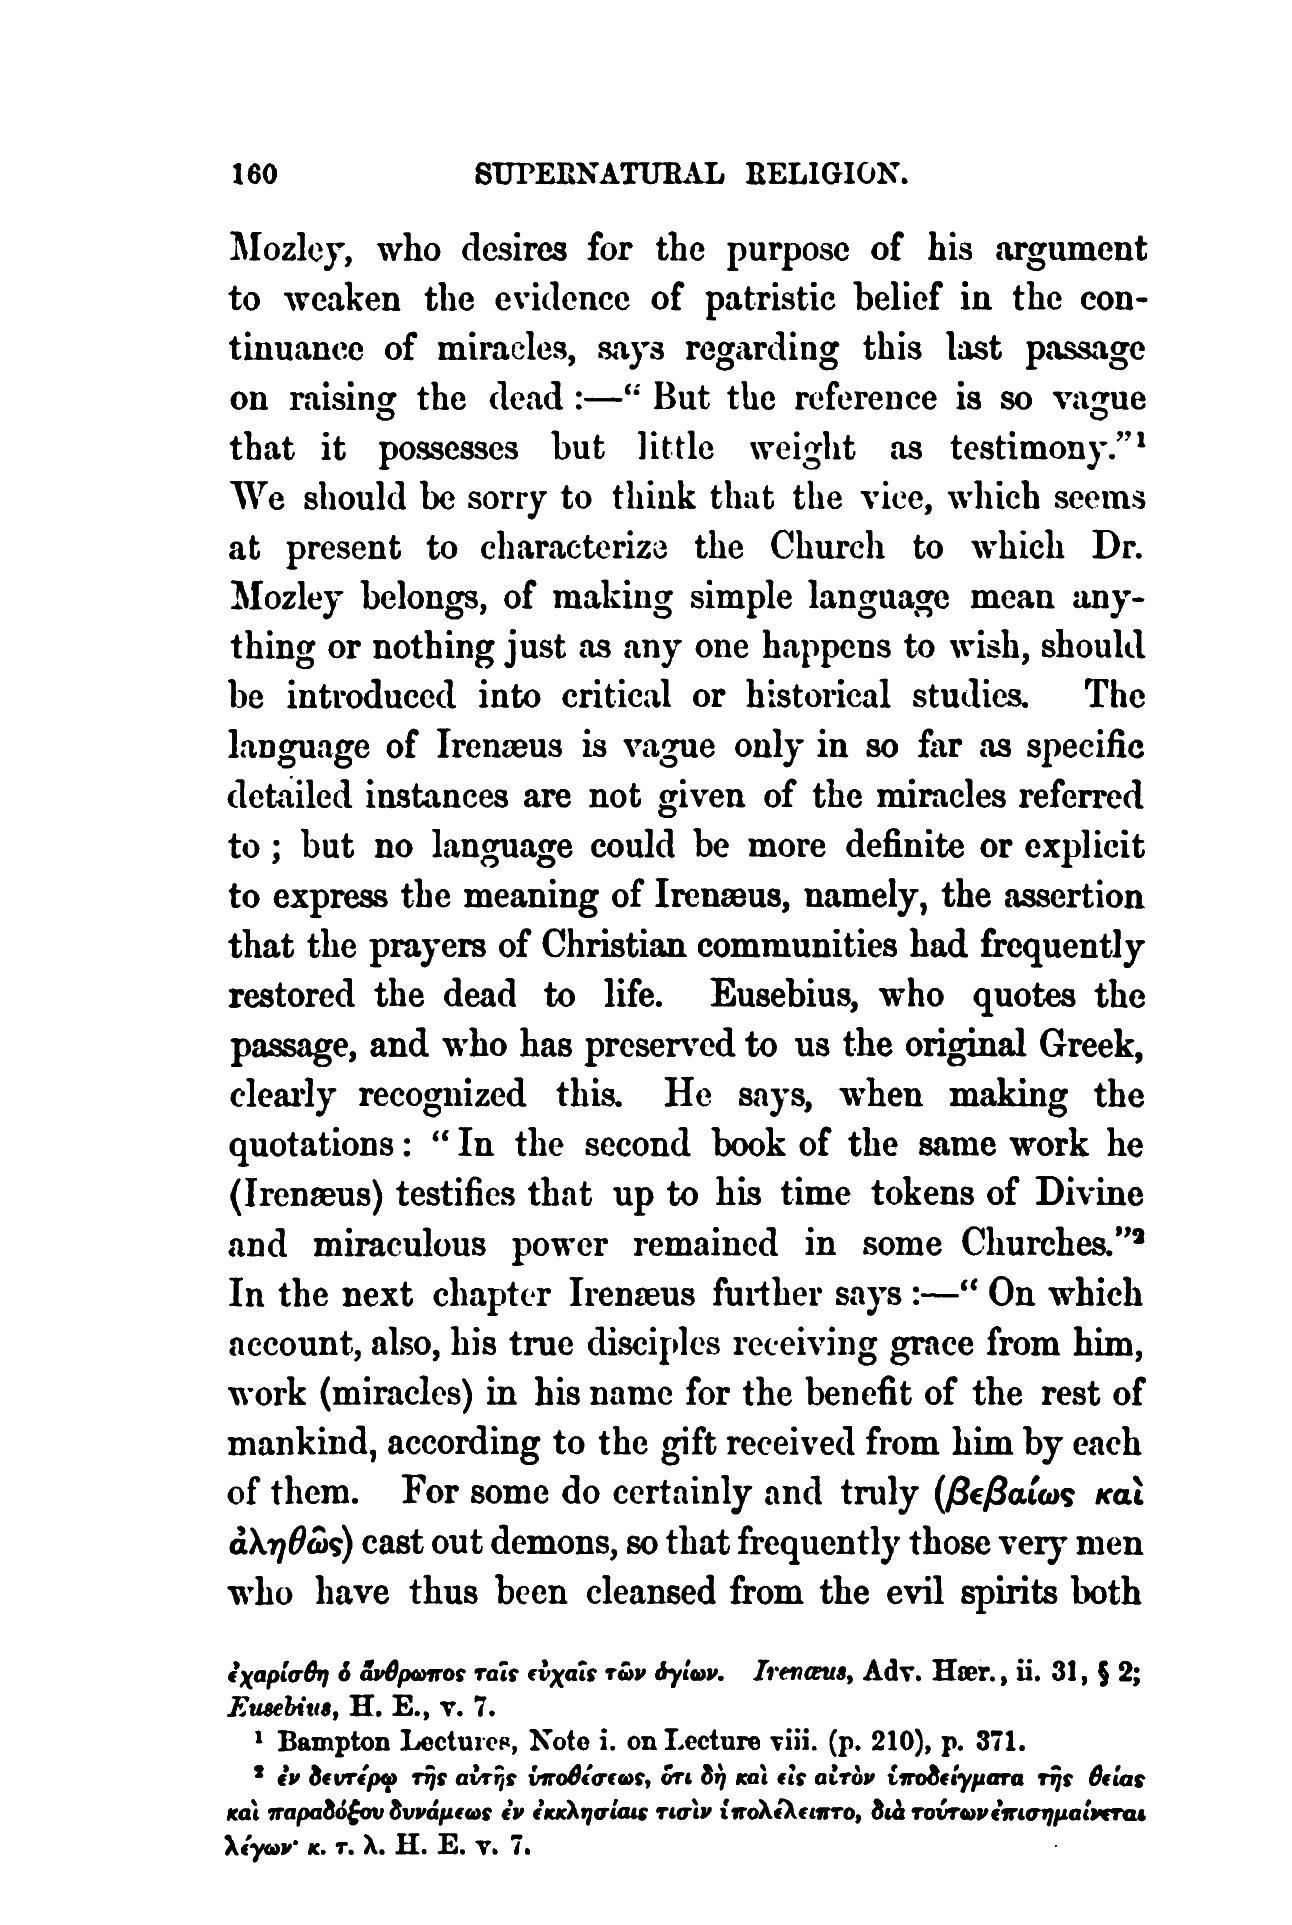 160 SUPERNATURAL RELIGION.
Mozley, who desires for the purpose of his argument
to weaken the evidence of patristic belief in the con-
tinuance of miracles, says regarding this last passage
on raising the dead :—“ But the reference is so vague
that it possesses but little weight as testimony.”¹
We should be sorry to think that the vice, which seems
at present to characterize the Church to which Dr.
Mozley belongs, of making simple language mean any-
thing or nothing just as any one happens to wish, should
be introduced into critical or historical studies. The
language of Irenæus is vague only in so far as specific
detailed instances are not given of the miracles referred
to ; but no language could be more definite or explicit
to express the meaning of Irenæus, namely, the assertion
that the prayers of Christian communities had frequently
restored the dead to life. Eusebius, who quotes the
passage, and who has preserved to us the original Greek,
clearly recognized this. He says, when making the
quotations : “ In the second book of the same work he
(Irenæus) testifies that up to his time tokens of Divine
and miraculous power remained in some Churches.”²
In the next chapter Irenæus further says :—“ On which
account, also, his true disciples receiving grace from him,
work (miracles) in his name for the benefit of the rest of
mankind, according to the gift received from him by each
of them. For some do certainly and truly (βεβαίως καὶ
ἀληθῶς) cast out demons, so that frequently those very men
who have thus been cleansed from the evil spirits both
ἐχαρίσθη ὁ ἄνθρωπος ταῖς εὐχαῖς τῶν ἁγίων. Irenæus, Adv. Hær., ii. 31, § 2;
Eusebius, H. E., v. 7.
¹ Bampton Lectures, Note i. on Lecture viii. (p. 210), p. 371.
² ἐν δευτέρῳ τῆς αὐτῆς ὑποθέσεως, ὅτι δὴ καὶ εἰς αὐτὸν ὑποδείγματα τῆς θείας
καὶ παραδόξου δυνάμεως ἐν ἐκκλησίαις τισὶν ὑπολέλειπτο, διὰ τούτων ἐπισημαίνεται
λέγων· κ. τ. λ. H. E. v. 7.